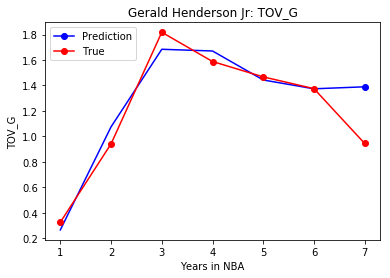 Gerald Henderson Jr: TOV_G
Prediction
True
TOV_G
1.8
1.6
1.4
1.2
1.0
0.8
0.6
0.4
0.2
1 2 3 4 5 6 7
Years in NBA